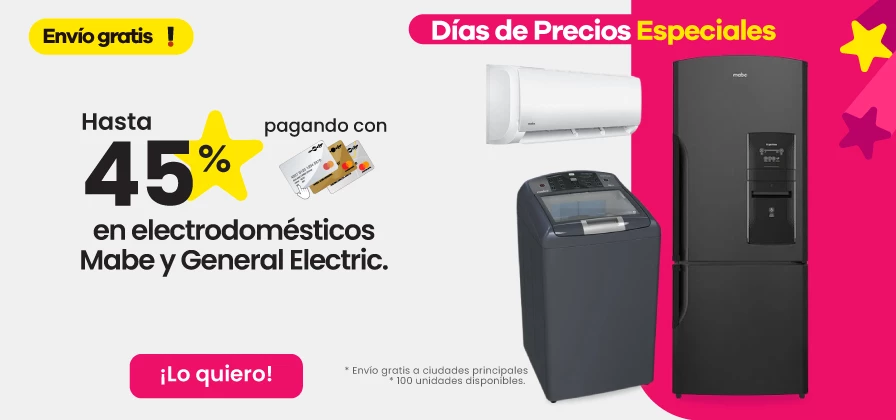 Envío gratis !
Días de Precios Especiales
Hasta
45%
pagando con
en electrodomésticos
Mabe y General Electric.
¡Lo quiero!
* Envío gratis a ciudades principales
* 100 unidades disponibles.
mabe